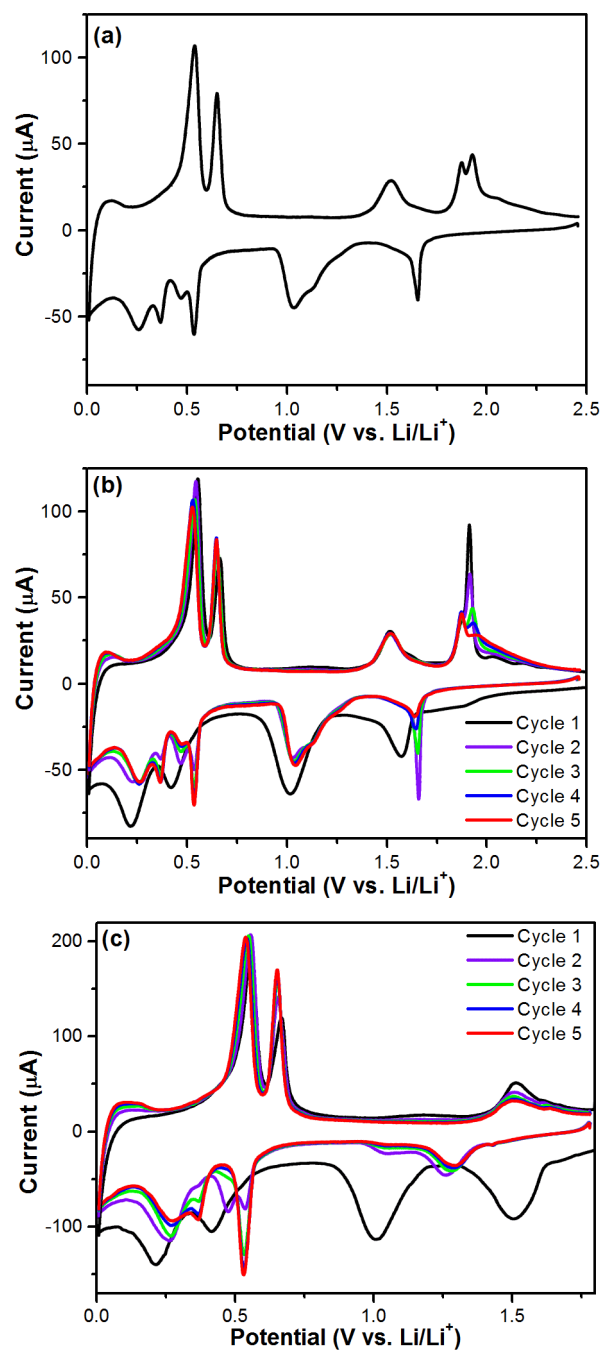 (a)
100
50
0
-50
Current (µA)
0.0 0.5 1.0 1.5 2.0 2.5
Potential (V vs. Li/Li⁺)
(b)
100
50
0
-50
-100
Current (µA)
Cycle 1
Cycle 2
Cycle 3
Cycle 4
Cycle 5
0.0 0.5 1.0 1.5 2.0 2.5
Potential (V vs. Li/Li⁺)
(c)
200
100
0
-100
Current (µA)
Cycle 1
Cycle 2
Cycle 3
Cycle 4
Cycle 5
0.0 0.5 1.0 1.5
Potential (V vs. Li/Li⁺)